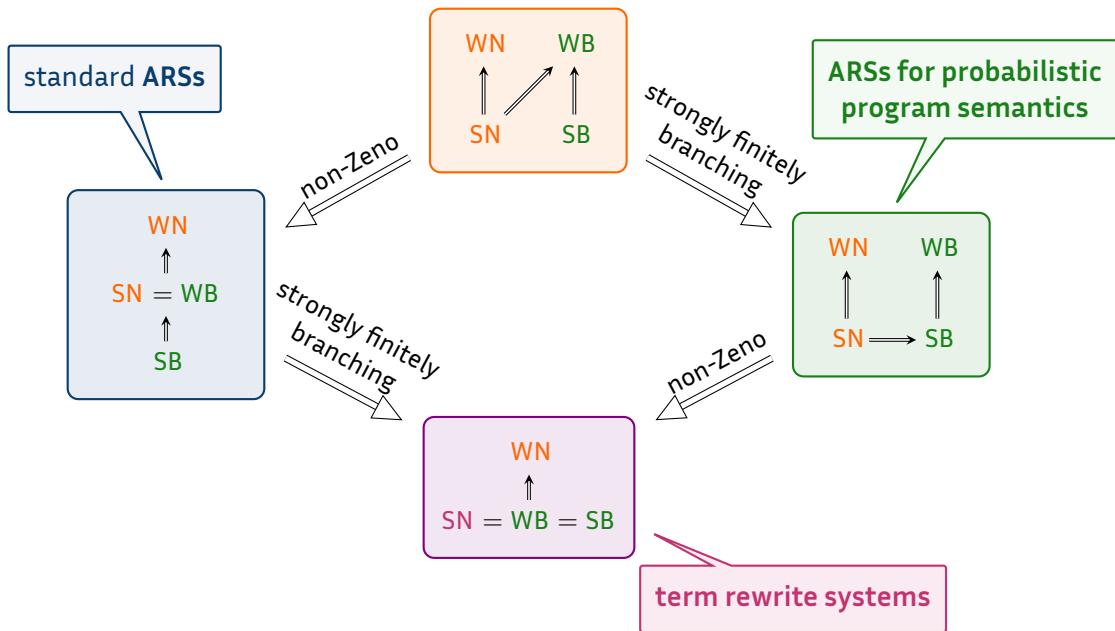 WN WB
SN SB
standard ARSs
ARSs for probabilistic
program semantics
non-Zeno
strongly finitely
branching
WN
SN = WB
SB
WN WB
SN SB
strongly finitely
branching
non-Zeno
WN
SN = WB = SB
term rewrite systems